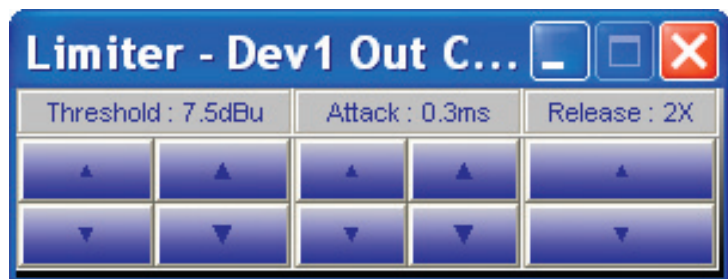 Limiter - Dev1 Out C...
Threshold : 7.5dBu Attack : 0.3ms Release : 2X